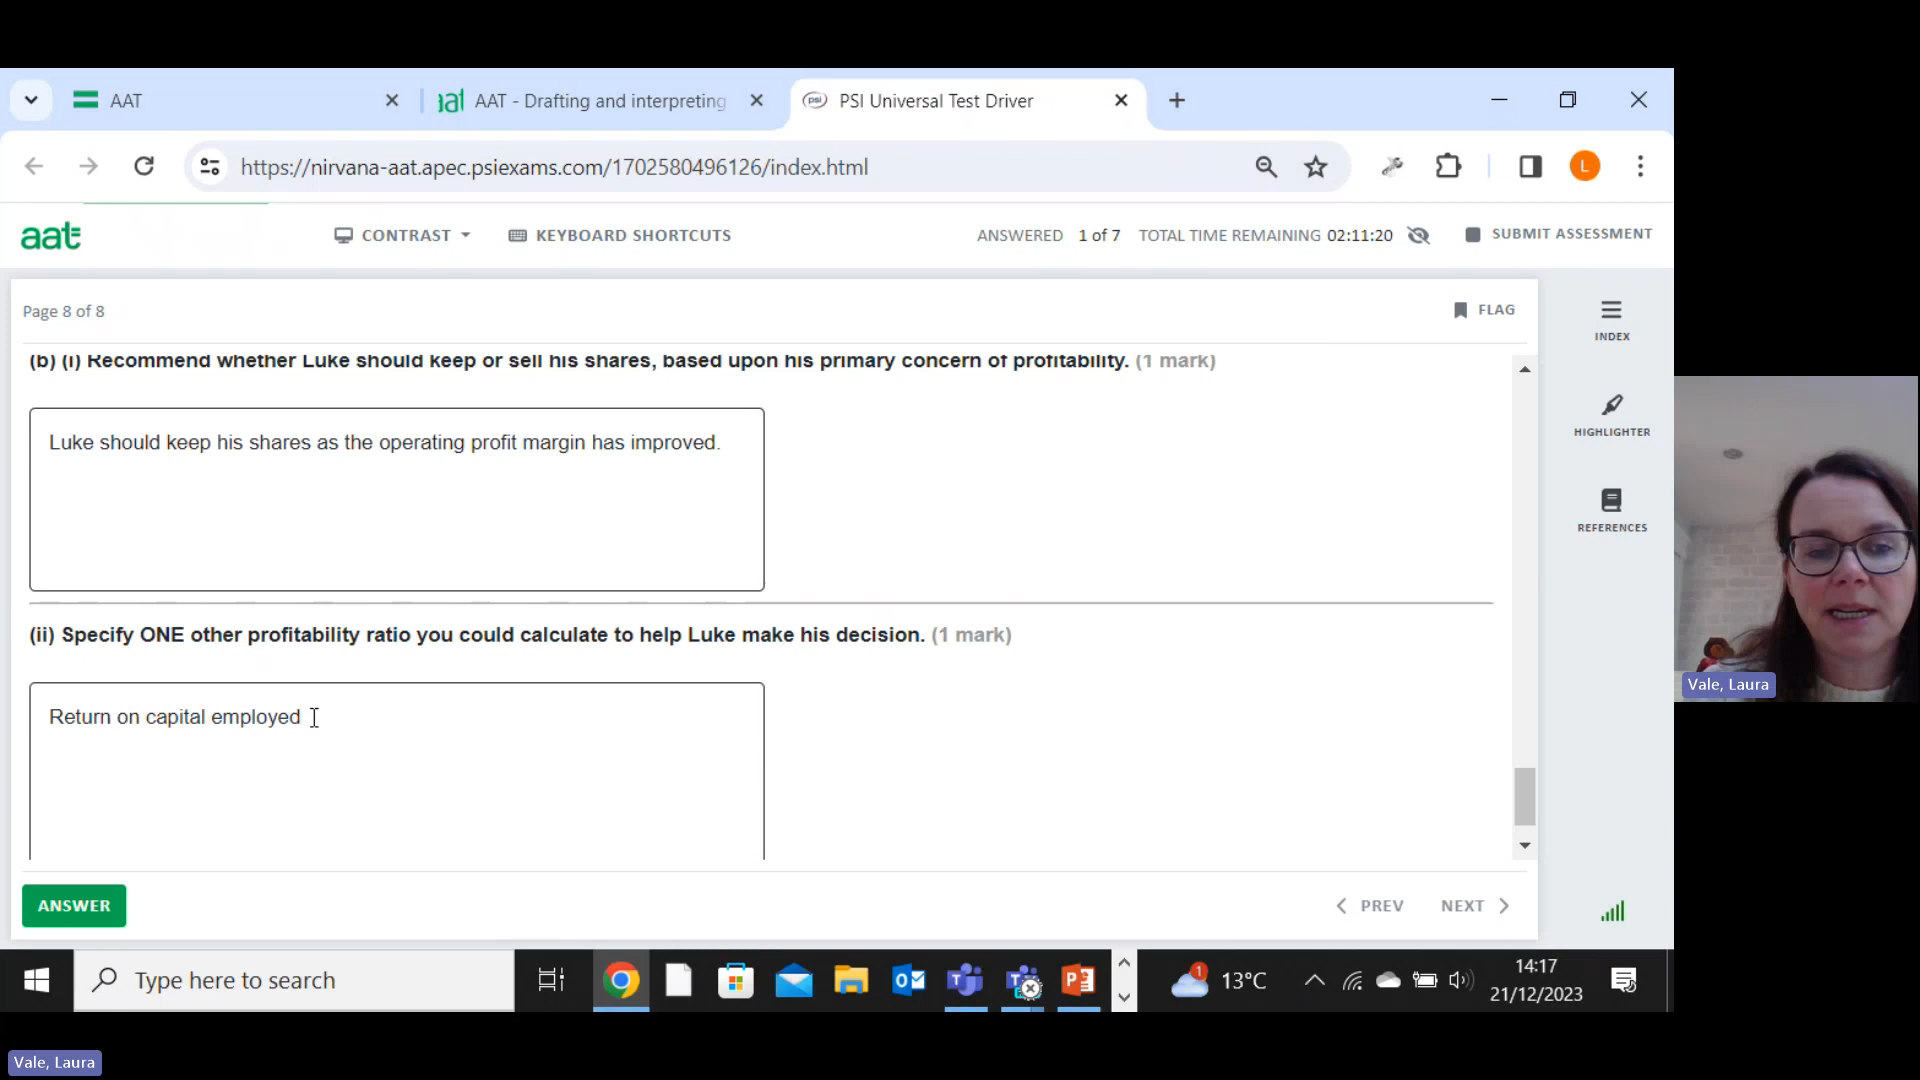 AAT
aat AAT - Drafting and interpreting
psi PSI Universal Test Driver
https://nirvana-aat.apec.psiexams.com/1702580496126/index.html
L
aat
CONTRAST
KEYBOARD SHORTCUTS
ANSWERED 1 of 7 TOTAL TIME REMAINING 02:11:20
SUBMIT ASSESSMENT
Page 8 of 8
FLAG
INDEX
HIGHLIGHTER
REFERENCES
(b) (i) Recommend whether Luke should keep or sell his shares, based upon his primary concern of profitability. (1 mark)
Luke should keep his shares as the operating profit margin has improved.
(ii) Specify ONE other profitability ratio you could calculate to help Luke make his decision. (1 mark)
Return on capital employed
Vale, Laura
ANSWER
PREV
NEXT
Type here to search
1
13°C
14:17
21/12/2023
Vale, Laura